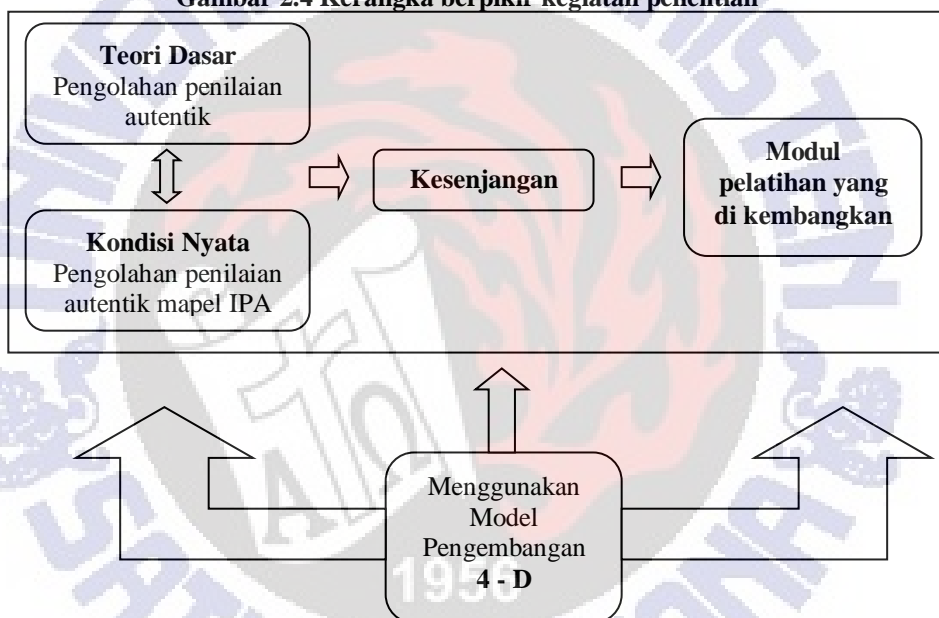 Gambar 2.4 Kerangka berpikir kegiatan penelitian
Teori Dasar
Pengolahan penilaian
autentik
Kondisi Nyata
Pengolahan penilaian
autentik mapel IPA
Kesenjangan
Modul
pelatihan yang
di kembangkan
Menggunakan
Model
Pengembangan
4 - D
1956